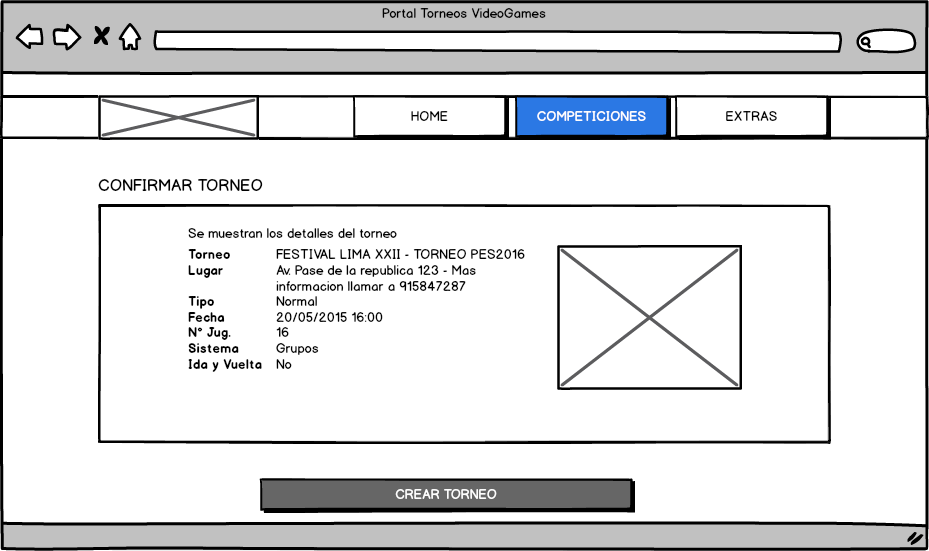 Portal Torneos VideoGames
HOME
COMPETICIONES
EXTRAS
CONFIRMAR TORNEO
Se muestran los detalles del torneo
Torneo FESTIVAL LIMA XXII - TORNEO PES2016
Lugar Av. Pase de la republica 123 - Mas
informacion llamar a 915847287
Tipo Normal
Fecha 20/05/2015 16:00
N° Jug. 16
Sistema Grupos
Ida y Vuelta No
CREAR TORNEO